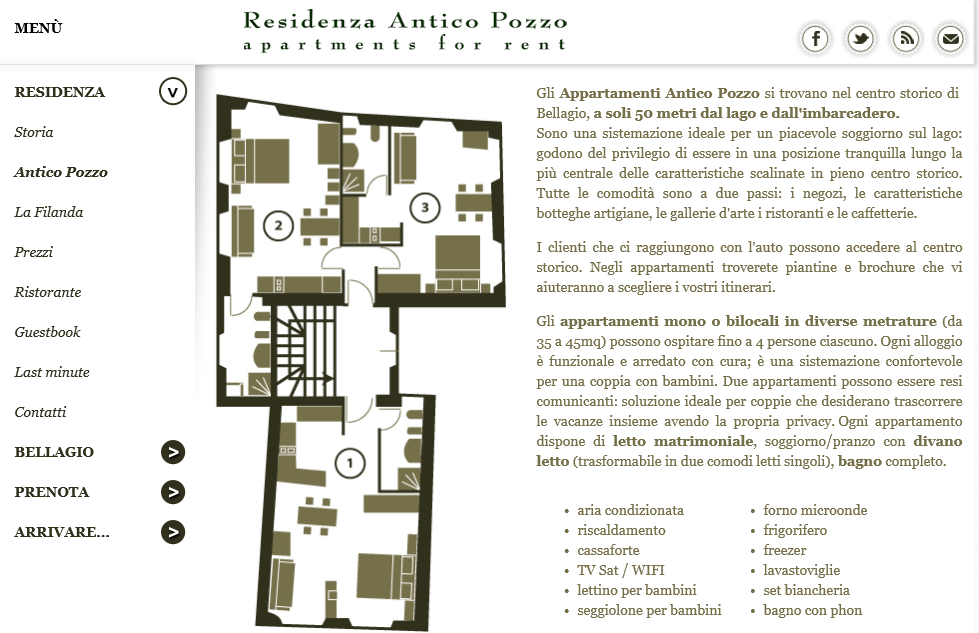 MENÙ
Residenza Antico Pozzo
apartments for rent
RESIDENZA
V
Storia
Antico Pozzo
La Filanda
Prezzi
Ristorante
Guestbook
Last minute
Contatti
BELLAGIO >
PRENOTA >
ARRIVARE... >
2
3
1
Gli Appartamenti Antico Pozzo si trovano nel centro storico di
Bellagio, a soli 50 metri dal lago e dall'imbarcadero.
Sono una sistemazione ideale per un piacevole soggiorno sul lago:
godono del privilegio di essere in una posizione tranquilla lungo la
più centrale delle caratteristiche scalinate in pieno centro storico.
Tutte le comodità sono a due passi: i negozi, le caratteristiche
botteghe artigiane, le gallerie d'arte i ristoranti e le caffetterie.
I clienti che ci raggiungono con l'auto possono accedere al centro
storico. Negli appartamenti troverete piantine e brochure che vi
aiuteranno a scegliere i vostri itinerari.
Gli appartamenti mono o bilocali in diverse metrature (da
35 a 45mq) possono ospitare fino a 4 persone ciascuno. Ogni alloggio
è funzionale e arredato con cura; è una sistemazione confortevole
per una coppia con bambini. Due appartamenti possono essere resi
comunicanti: soluzione ideale per coppie che desiderano trascorrere
le vacanze insieme avendo la propria privacy. Ogni appartamento
dispone di letto matrimoniale, soggiorno/pranzo con divano
letto (trasformabile in due comodi letti singoli), bagno completo.
• aria condizionata
• riscaldamento
• cassaforte
• TV Sat / WIFI
• lettino per bambini
• seggiolone per bambini
• forno microonde
• frigorifero
• freezer
• lavastoviglie
• set biancheria
• bagno con phon